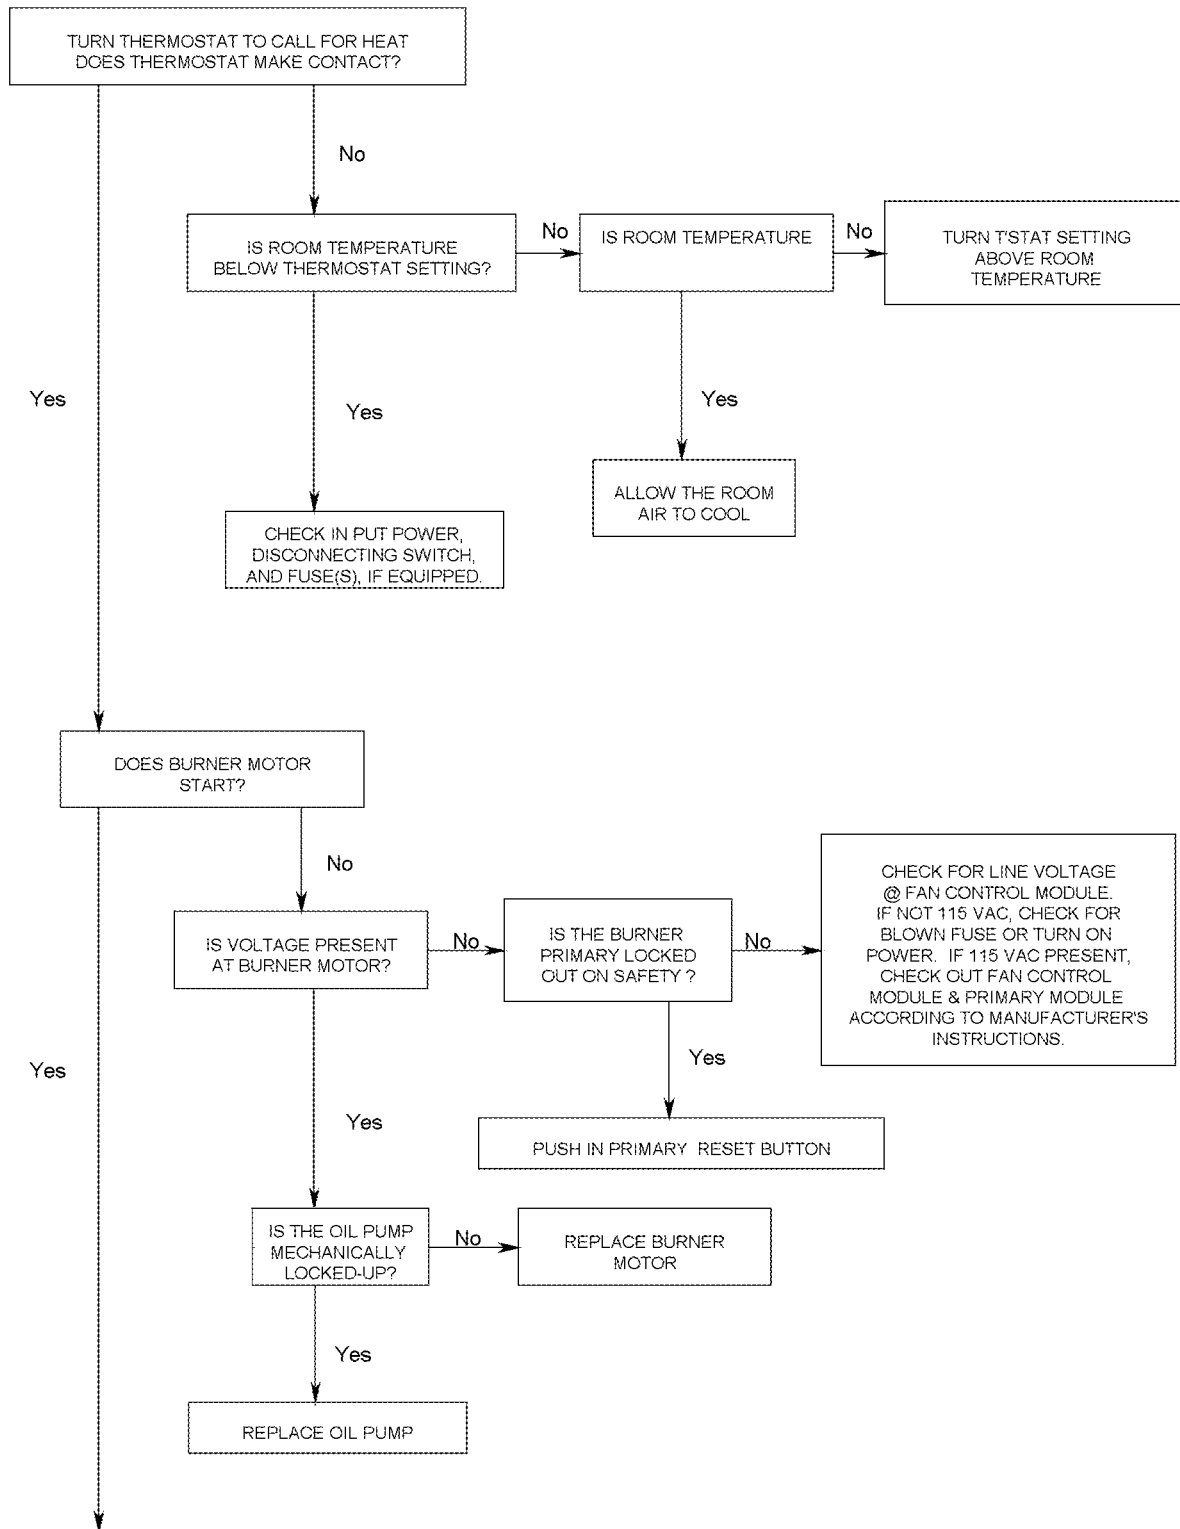 TURN THERMOSTAT TO CALL FOR HEAT
DOES THERMOSTAT MAKE CONTACT?
No
IS ROOM TEMPERATURE
BELOW THERMOSTAT SETTING?
No
IS ROOM TEMPERATURE
No
TURN T'STAT SETTING
ABOVE ROOM
TEMPERATURE
Yes
Yes
Yes
ALLOW THE ROOM
AIR TO COOL
CHECK IN PUT POWER,
DISCONNECTING SWITCH,
AND FUSE(S), IF EQUIPPED.
DOES BURNER MOTOR
START?
No
IS VOLTAGE PRESENT
AT BURNER MOTOR?
No
IS THE BURNER
PRIMARY LOCKED
OUT ON SAFETY ?
No
CHECK FOR LINE VOLTAGE
@ FAN CONTROL MODULE.
IF NOT 115 VAC, CHECK FOR
BLOWN FUSE OR TURN ON
POWER. IF 115 VAC PRESENT,
CHECK OUT FAN CONTROL
MODULE & PRIMARY MODULE
ACCORDING TO MANUFACTURER'S
INSTRUCTIONS.
Yes
Yes
Yes
PUSH IN PRIMARY RESET BUTTON
IS THE OIL PUMP
MECHANICALLY
LOCKED-UP?
No
REPLACE BURNER
MOTOR
Yes
REPLACE OIL PUMP